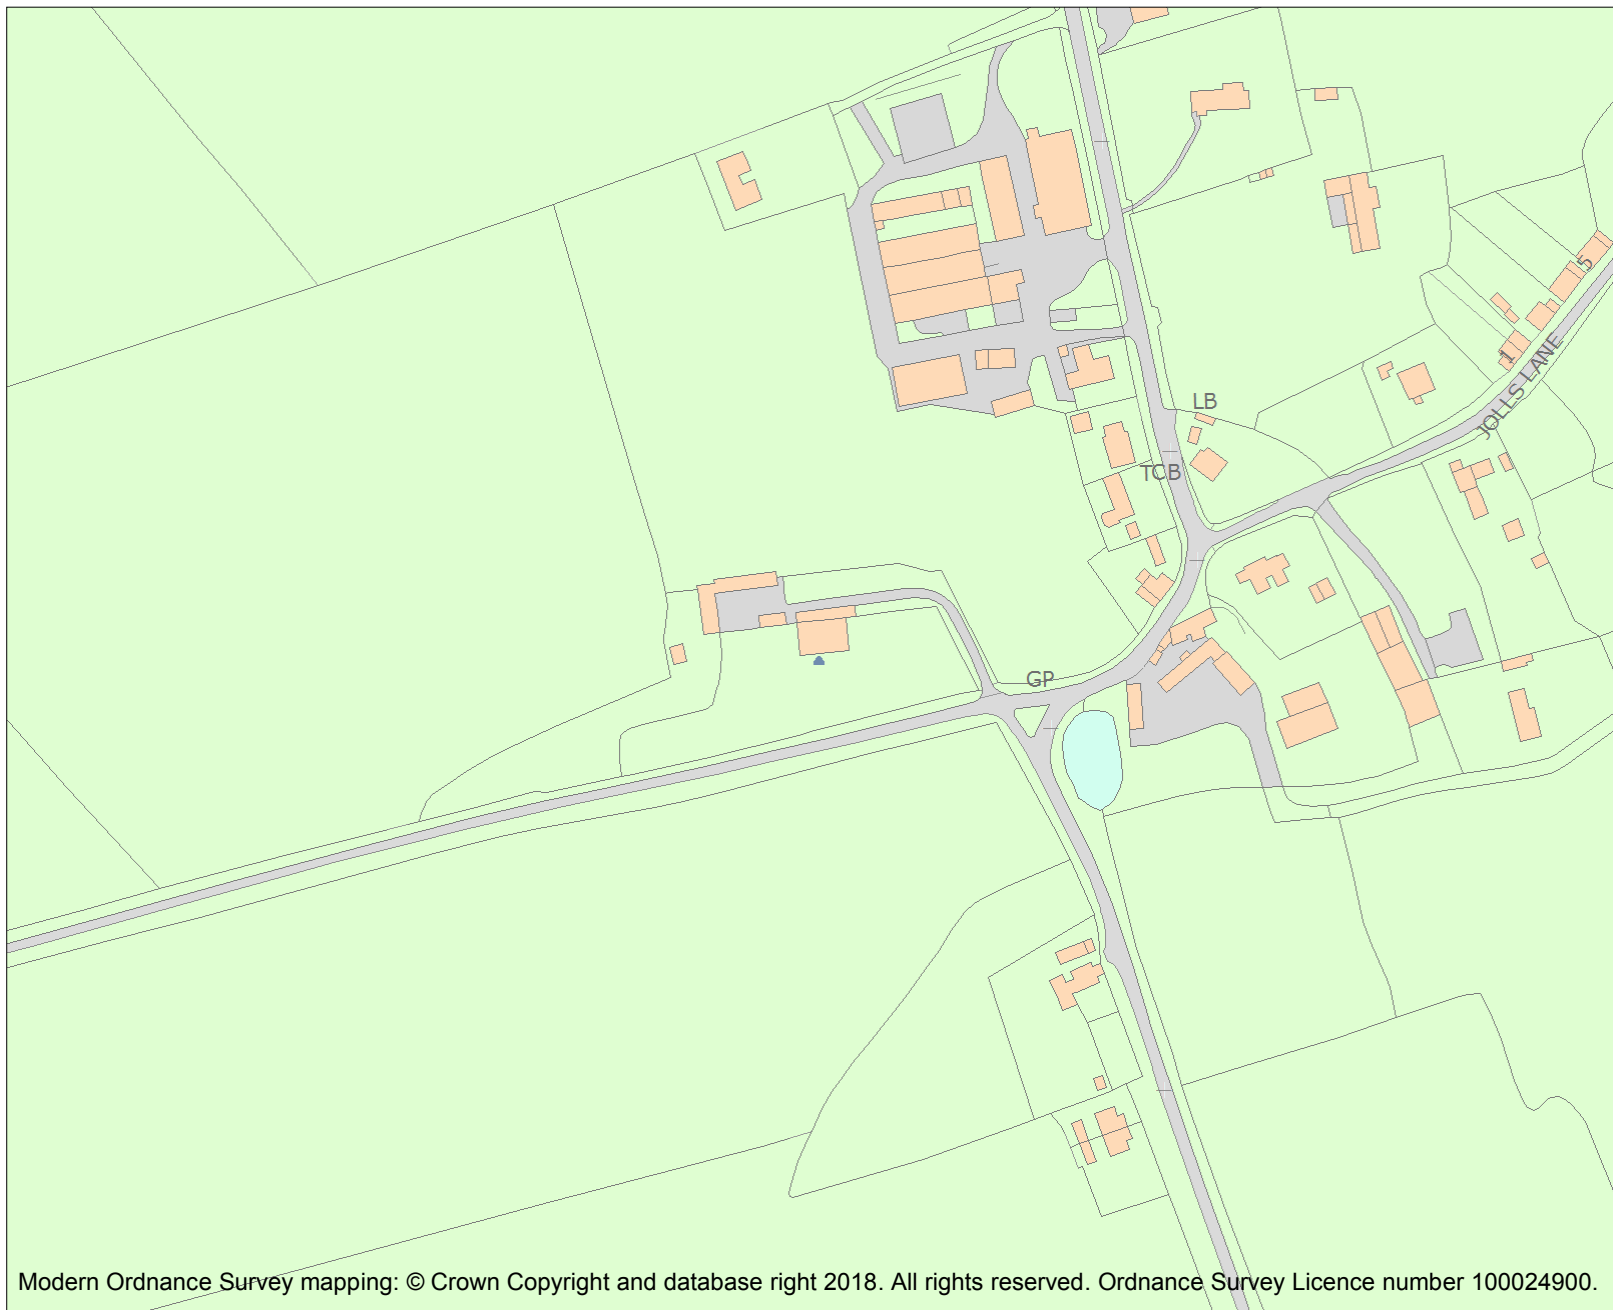 5
1
JOLLS LANE
LB
TCB
GP
Modern Ordnance Survey mapping: © Crown Copyright and database right 2018. All rights reserved. Ordnance Survey Licence number 100024900.